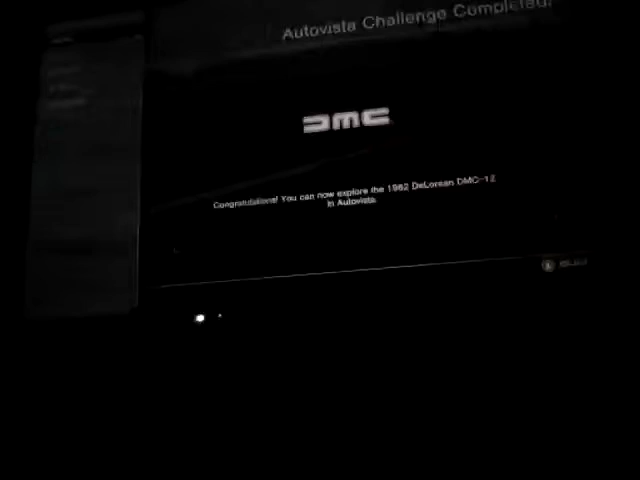 Autovista Challenge Completed!
DMC
Congratulations! You can now explore the 1982 DeLorean DMC-12
in Autovista